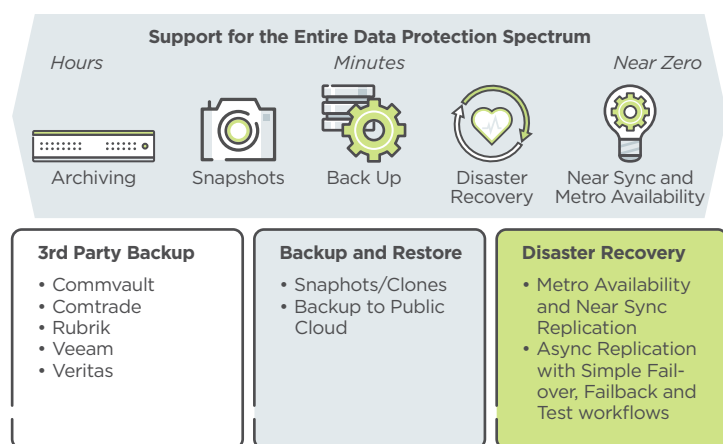 Support for the Entire Data Protection Spectrum
Hours Minutes Near Zero
Archiving Snapshots Back Up Disaster Recovery Near Sync and Metro Availability
3rd Party Backup
• Commvault
• Comtrade
• Rubrik
• Veeam
• Veritas
Backup and Restore
• Snaphots/Clones
• Backup to Public
Cloud
Disaster Recovery
• Metro Availability
and Near Sync
Replication
• Async Replication
with Simple Fail-
over, Failback and
Test workflows